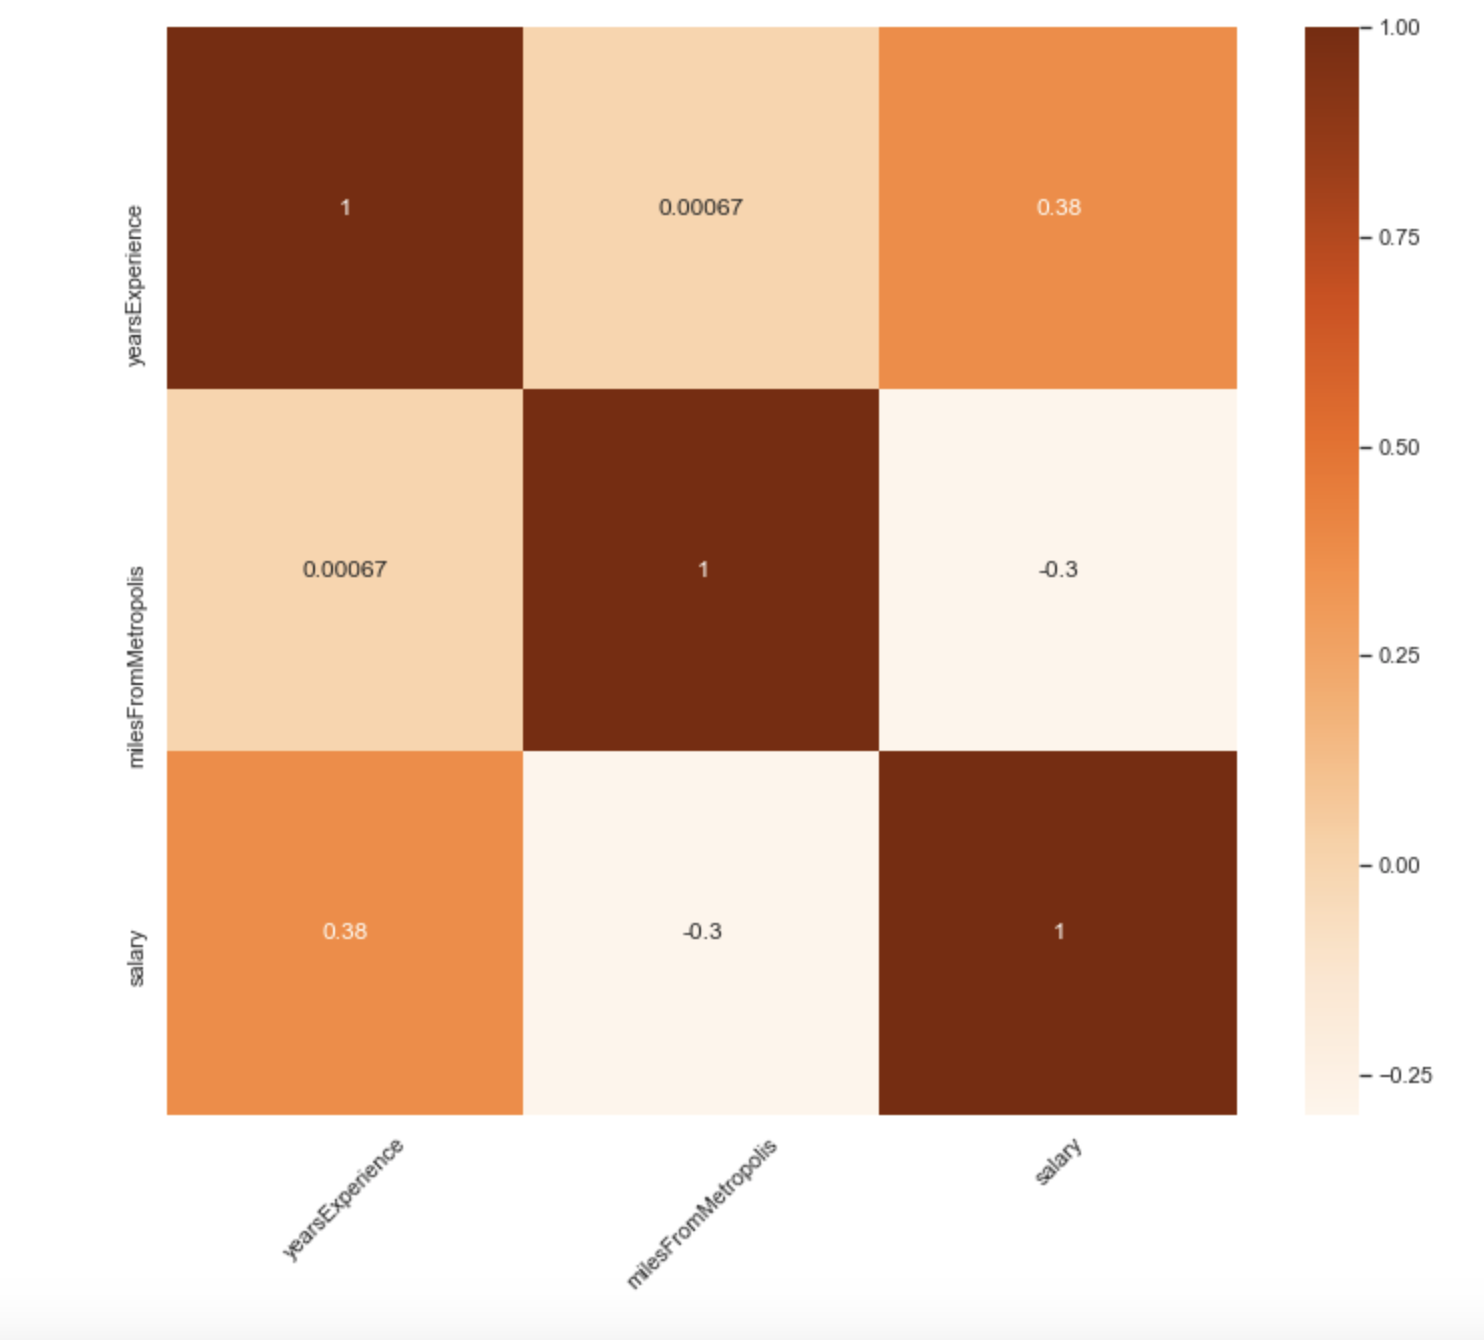 yearsExperience
1
0.00067
0.38
milesFromMetropolis
0.00067
1
-0.3
salary
0.38
-0.3
1
yearsExperience
milesFromMetropolis
salary
1.00
0.75
0.50
0.25
0.00
−0.25